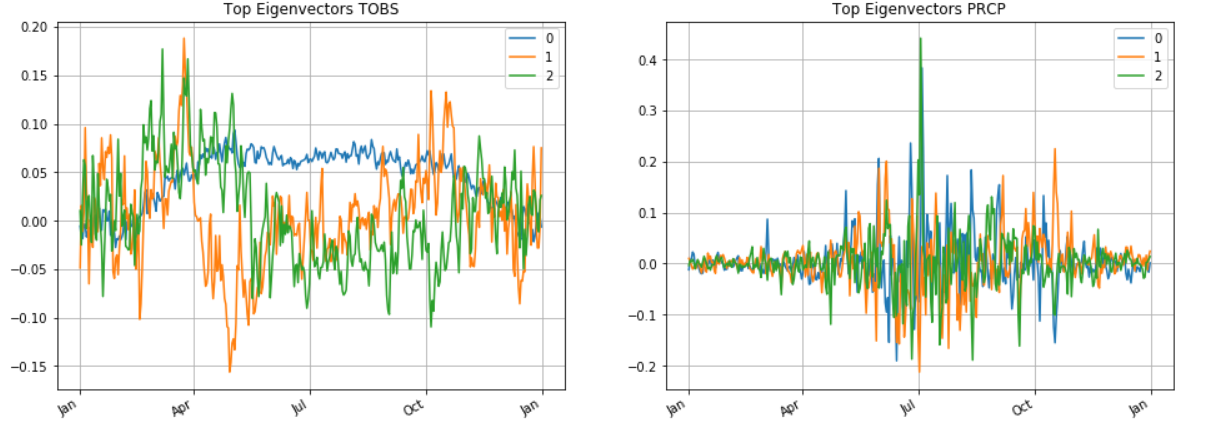 Top Eigenvectors TOBS
0.20
0.15
0.10
0.05
0.00
−0.05
−0.10
−0.15
Jan
Apr
Jul
Oct
Jan
0
1
2
Top Eigenvectors PRCP
0.4
0.3
0.2
0.1
0.0
−0.1
−0.2
Jan
Apr
Jul
Oct
Jan
0
1
2